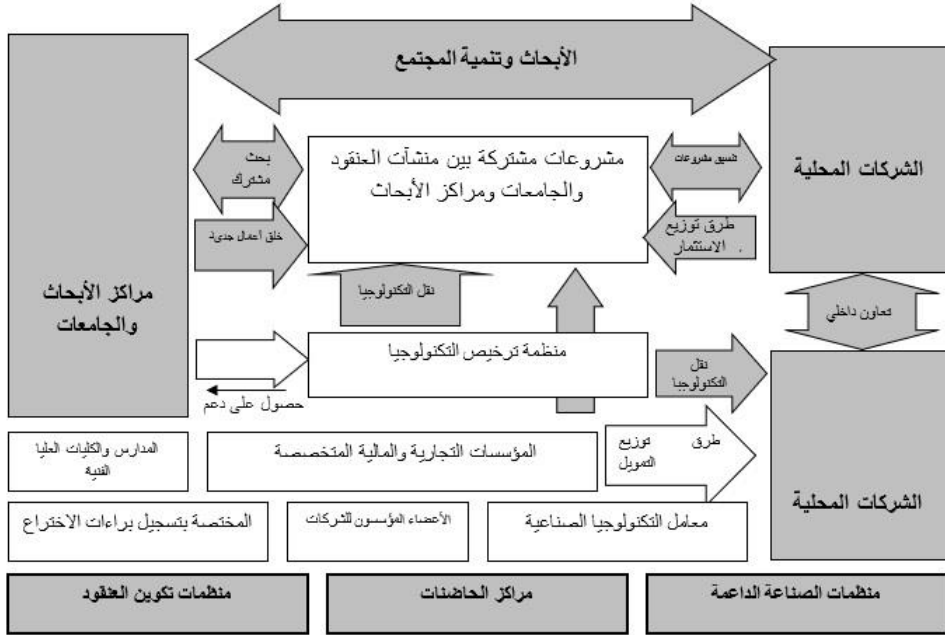 الأبحاث وتنمية المجتمع
الشركات المحلية
تنسيق مشروعات
مشروعات مشتركة بين منشآت العنقود
والجامعات ومراكز الأبحاث
بحث
مشترك
طرق توزيع
الاستثمار .
خلق أعمال جديدة
مراكز الأبحاث
والجامعات
نقل التكنولوجيا
تعاون داخلي
منظمة ترخيص التكنولوجيا
نقل
التكنولوجيا
حصول على دعم
طرق توزيع
التمويل
المؤسسات التجارية والمالية المتخصصة
المدارس والكليات العليا
الفنية
الشركات المحلية
معامل التكنولوجيا الصناعية
الأعضاء المؤسسون للشركات
المختصة بتسجيل براءات الاختراع
منظمات الصناعة الداعمة
مراكز الحاضنات
منظمات تكوين العنقود